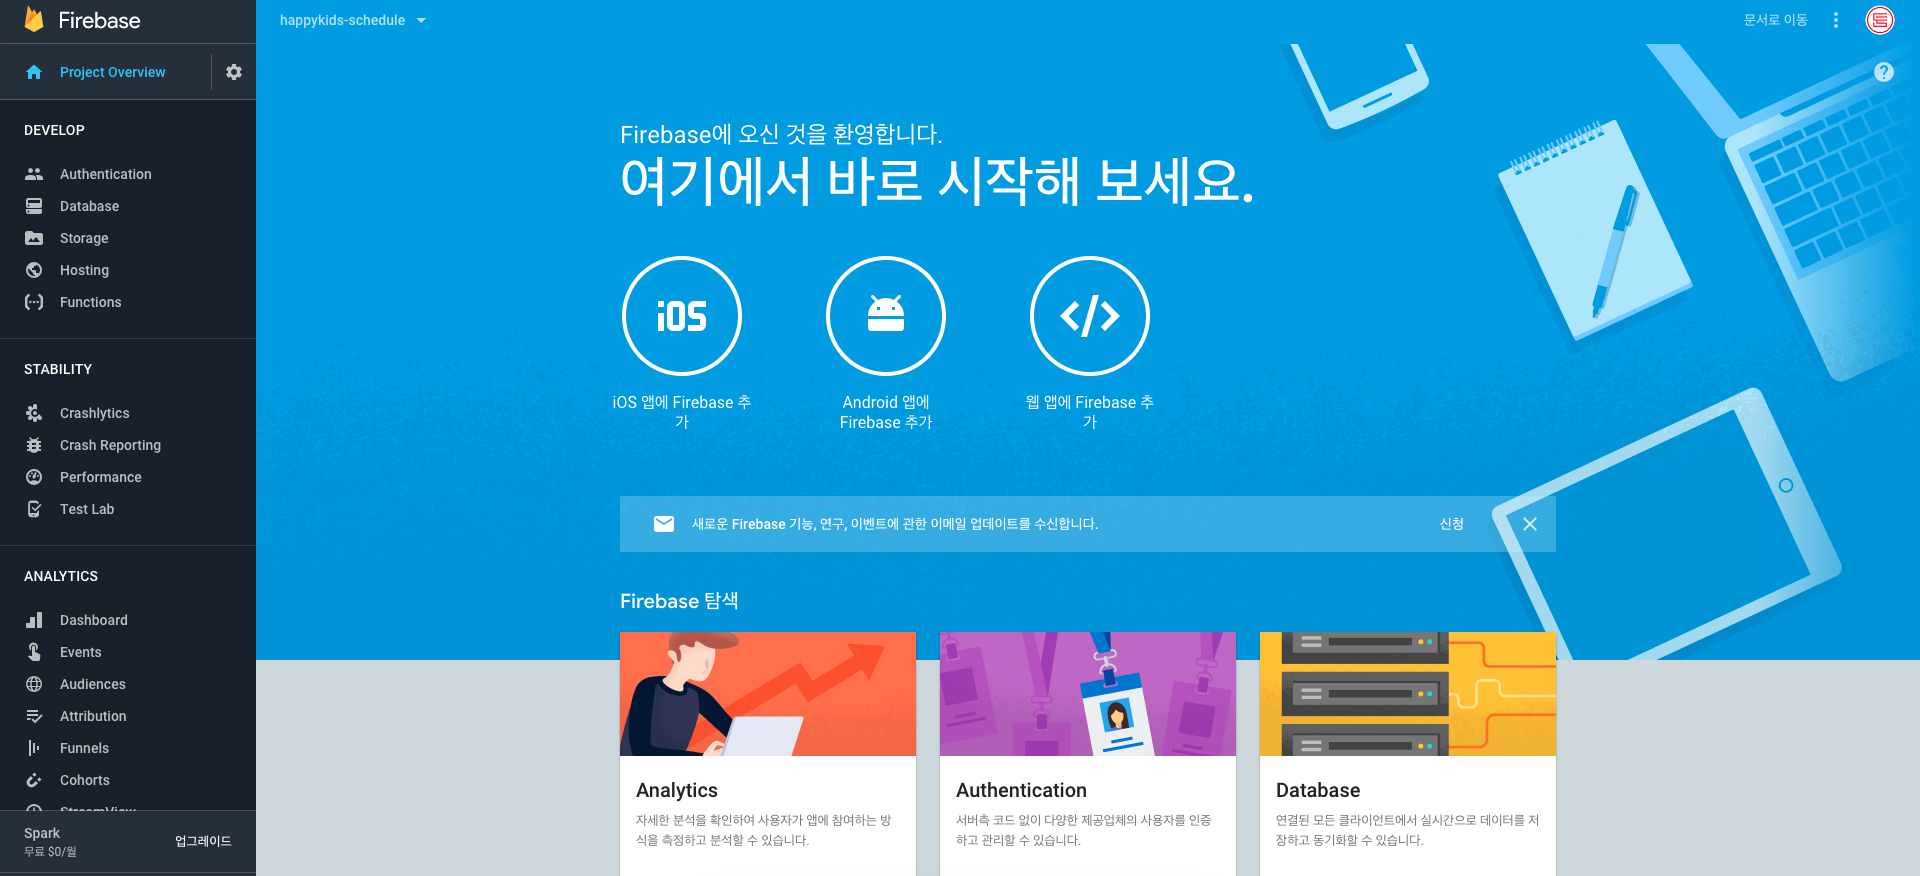 Firebase
happykids-schedule
문서로 이동
Project Overview
DEVELOP
Authentication
Database
Storage
Hosting
Functions
STABILITY
Crashlytics
Crash Reporting
Performance
Test Lab
ANALYTICS
Dashboard
Events
Audiences
Attribution
Funnels
Cohorts
StreamView
Spark
무료 $0/월
업그레이드
Firebase에 오신 것을 환영합니다.
여기에서 바로 시작해 보세요.
iOS
iOS 앱에 Firebase 추
가
Android 앱에
Firebase 추가
웹 앱에 Firebase 추
가
새로운 Firebase 기능, 연구, 이벤트에 관한 이메일 업데이트를 수신합니다.
신청
Firebase 탐색
Analytics
자세한 분석을 확인하여 사용자가 앱에 참여하는 방
식을 측정하고 분석할 수 있습니다.
Authentication
서버측 코드 없이 다양한 제공업체의 사용자를 인증
하고 관리할 수 있습니다.
Database
연결된 모든 클라이언트에서 실시간으로 데이터를 저
장하고 동기화할 수 있습니다.